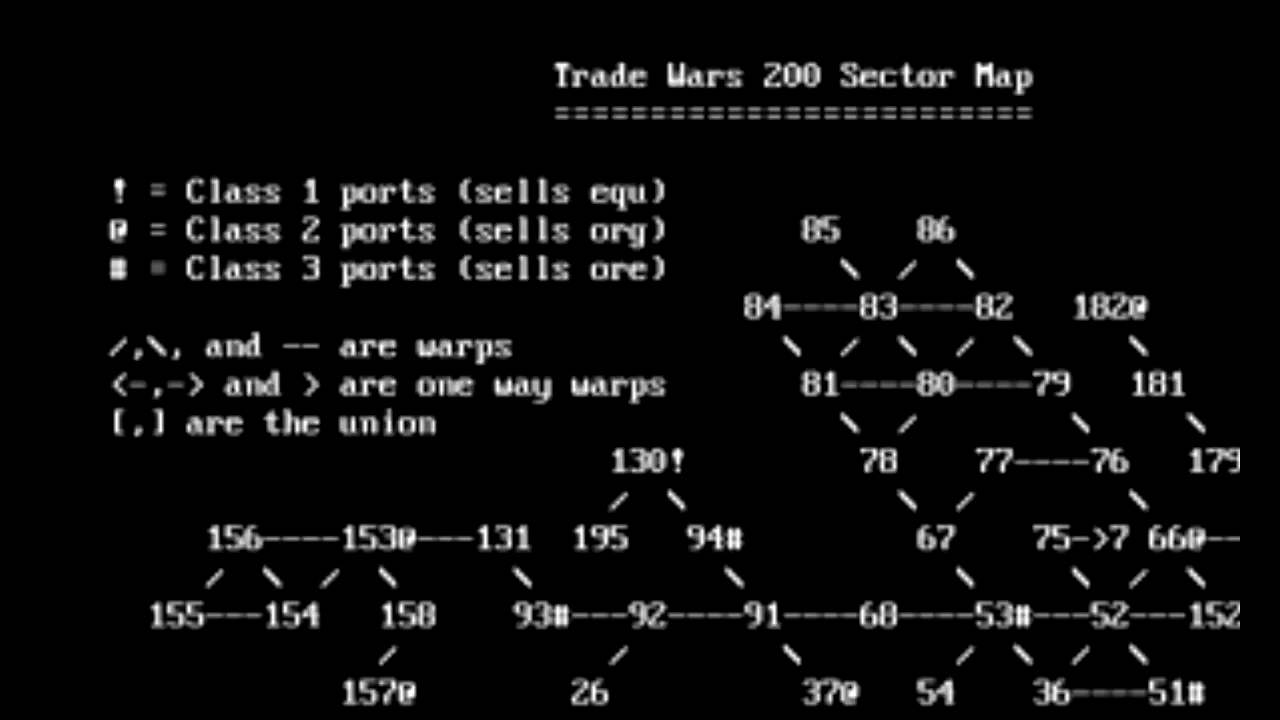 Trade Wars 200 Sector Map
=========================
! = Class 1 ports (sells equ)
@ = Class 2 ports (sells org)
85 86
# = Class 3 ports (sells ore)
\ / \
84----83----82 182@
/,\, and -- are warps
\ / \ / \ \
<-,-> and > are one way warps
81----80----79 181
[,] are the union
\ / \ \
130! 78 77----76 179
/ \ \ / \
156----153@---131 195 94# 67 75->7 66@--
/ \ / \ \ \ \ \ / \
155---154 158 93#---92----91----68----53#---52---152
/ / \ / \ / \
157@ 26 37@ 54 36----51#